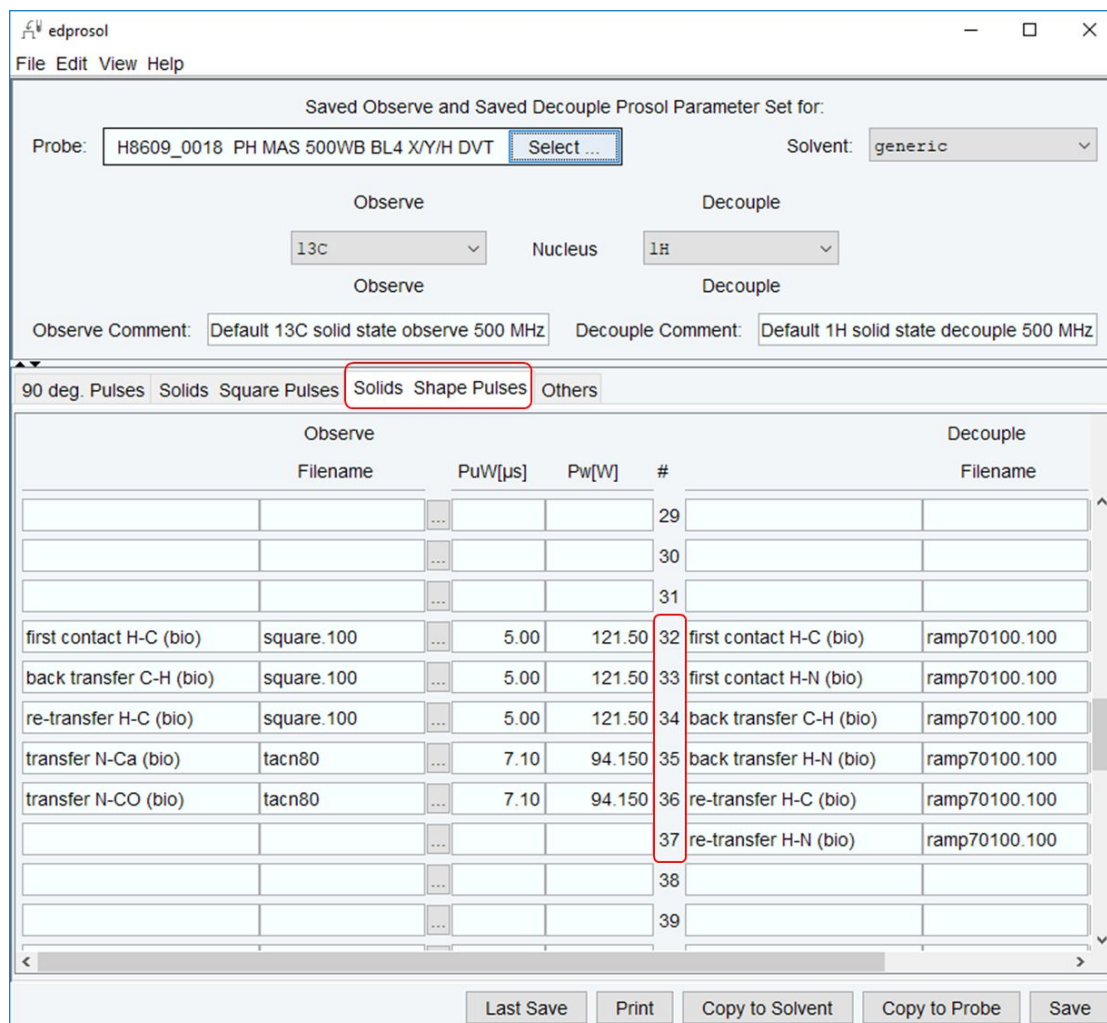 edprosol
File Edit View Help
Saved Observe and Saved Decouple Prosol Parameter Set for:
Probe: H8609_0018 PH MAS 500WB BL4 X/Y/H DVT Select ... Solvent: generic
Observe Decouple
13C Nucleus 1H
Observe Decouple
Observe Comment: Default 13C solid state observe 500 MHz Decouple Comment: Default 1H solid state decouple 500 MHz
90 deg. Pulses Solids Square Pulses Solids Shape Pulses Others
Observe Decouple
Filename PuW[µs] Pw[W] # Filename
... 29
... 30
... 31
first contact H-C (bio) square.100 ... 5.00 121.50 32 first contact H-C (bio) ramp70100.100
back transfer C-H (bio) square.100 ... 5.00 121.50 33 first contact H-N (bio) ramp70100.100
re-transfer H-C (bio) square.100 ... 5.00 121.50 34 back transfer C-H (bio) ramp70100.100
transfer N-Ca (bio) tacn80 ... 7.10 94.150 35 back transfer H-N (bio) ramp70100.100
transfer N-CO (bio) tacn80 ... 7.10 94.150 36 re-transfer H-C (bio) ramp70100.100
... 37 re-transfer H-N (bio) ramp70100.100
... 38
... 39
Last Save Print Copy to Solvent Copy to Probe Save